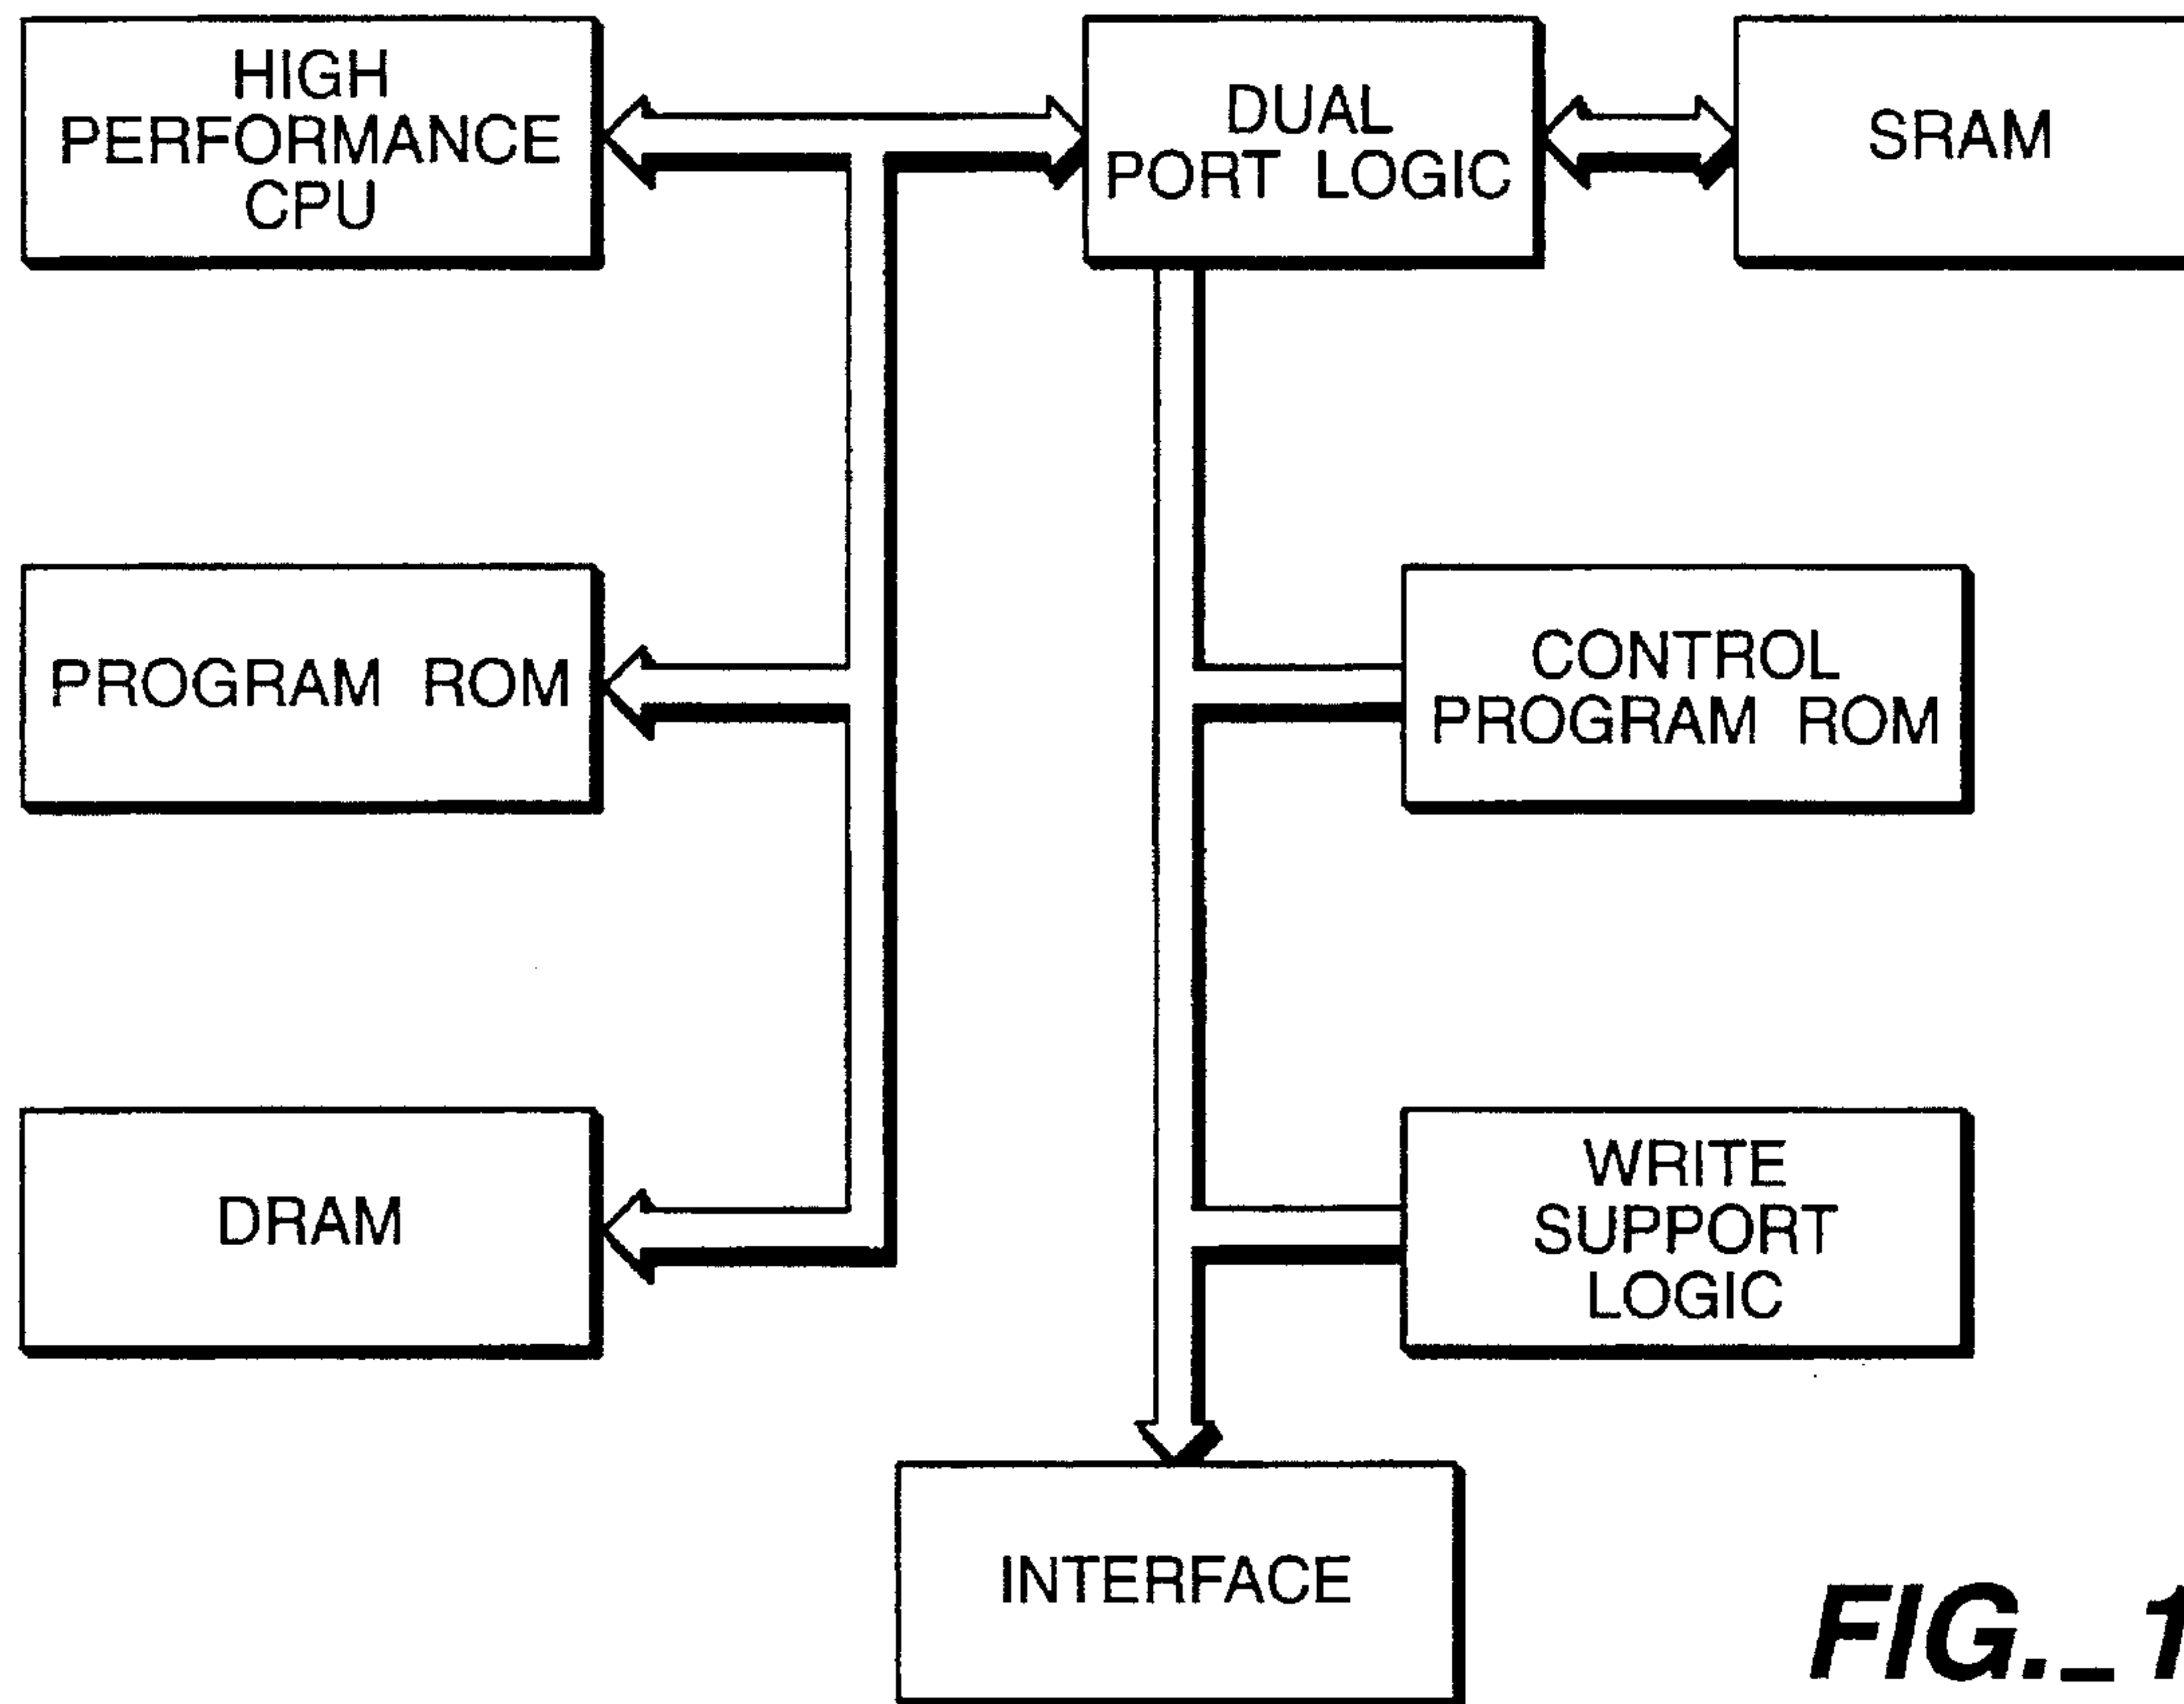 HIGH
PERFORMANCE
CPU
DUAL
PORT LOGIC
SRAM
PROGRAM ROM
CONTROL
PROGRAM ROM
DRAM
WRITE
SUPPORT
LOGIC
INTERFACE
FIG._1